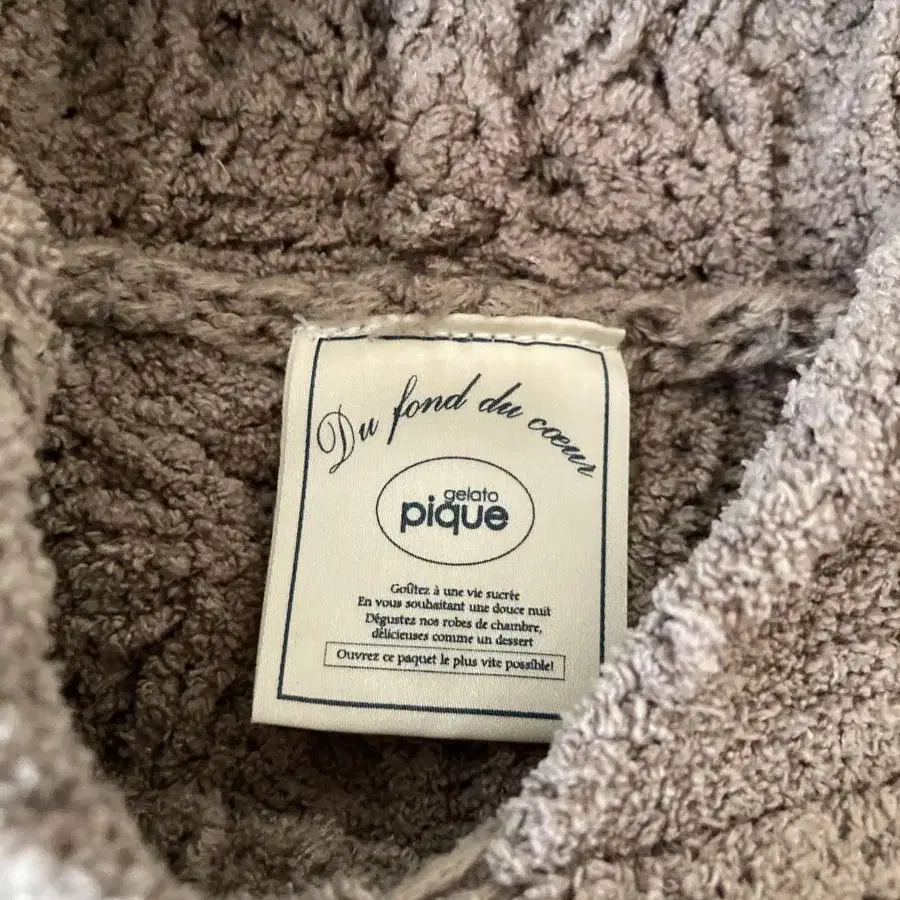 Du fond du cœur
gelato
pique
Goûtez à une vie sucrée
En vous souhaitant une douce nuit
Dégustez nos robes de chambre,
délicieuses comme un dessert
Ouvrez ce paquet le plus vite possible!